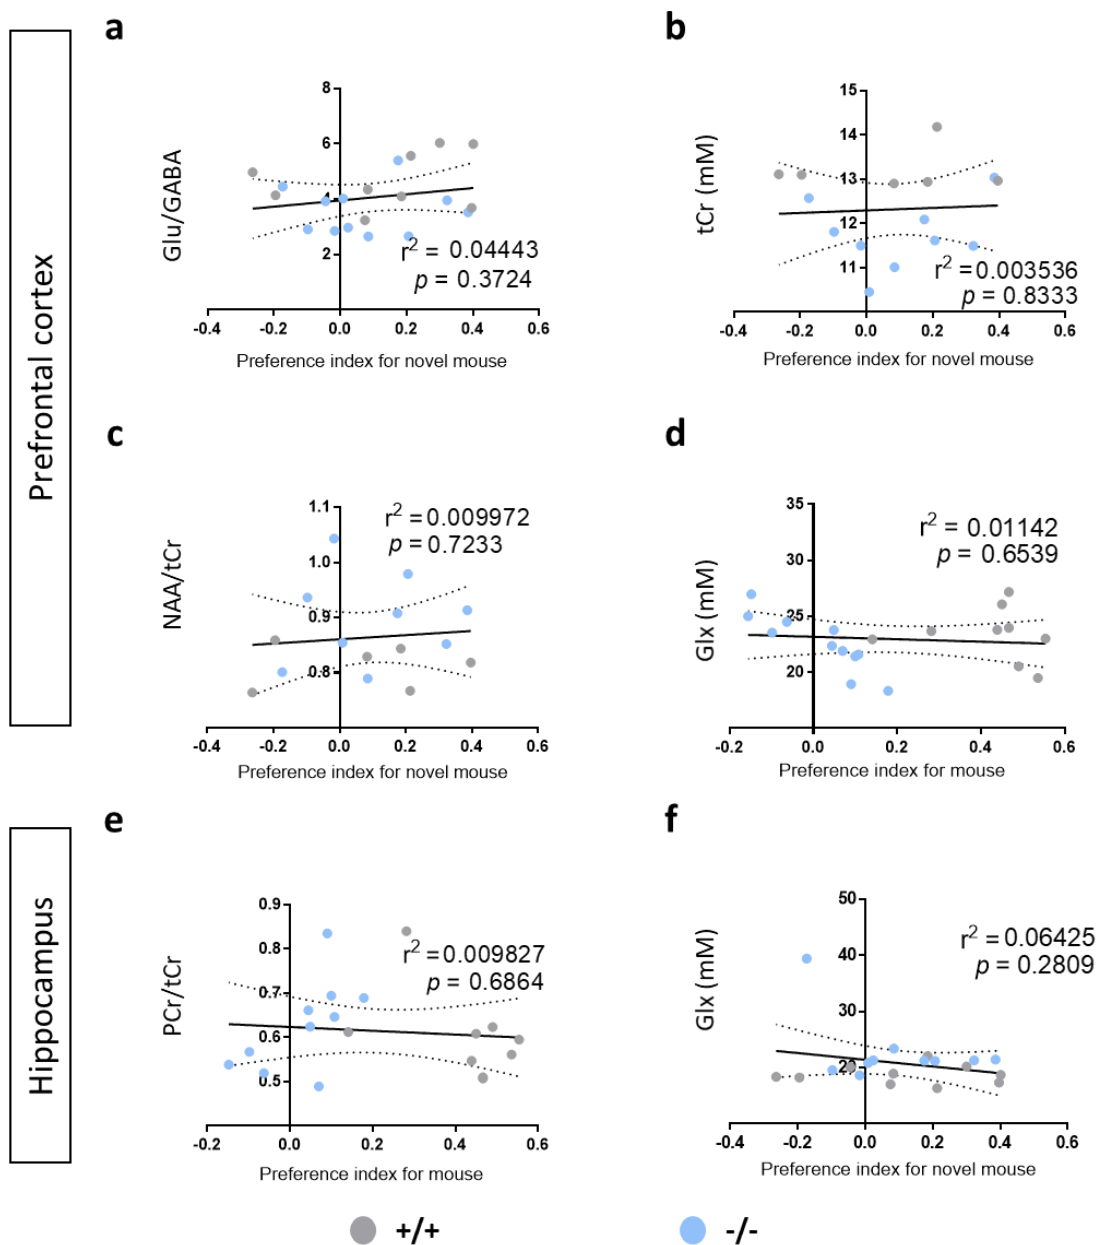 Prefrontal cortex
a
8
6
4
2
Glu/GABA
r2 = 0.04443
p = 0.3724
-0.4 -0.2 0.0 0.2 0.4 0.6
Preference index for novel mouse
b
15
14
13
12
11
tCr (mM)
r2 =0.003536
p = 0.8333
-0.4 -0.2 0.0 0.2 0.4 0.6
Preference index for novel mouse
c
1.1
1.0
0.9
0.8
NAA/tCr
r2 =0.009972
p = 0.7233
-0.4 -0.2 0.0 0.2 0.4 0.6
Preference index for novel mouse
d
35
30
25
20
Glx (mM)
r2 = 0.01142
p = 0.6539
-0.2 0.0 0.2 0.4 0.6
Preference index for mouse
Hippocampus
e
0.9
0.8
0.7
0.6
0.5
PCr/tCr
r2 =0.009827
p = 0.6864
-0.2 0.0 0.2 0.4 0.6
Preference index for mouse
f
50
40
30
20
Glx (mM)
r2 =0.06425
p = 0.2809
-0.4 -0.2 0.0 0.2 0.4 0.6
Preference index for novel mouse
+/+ -/-